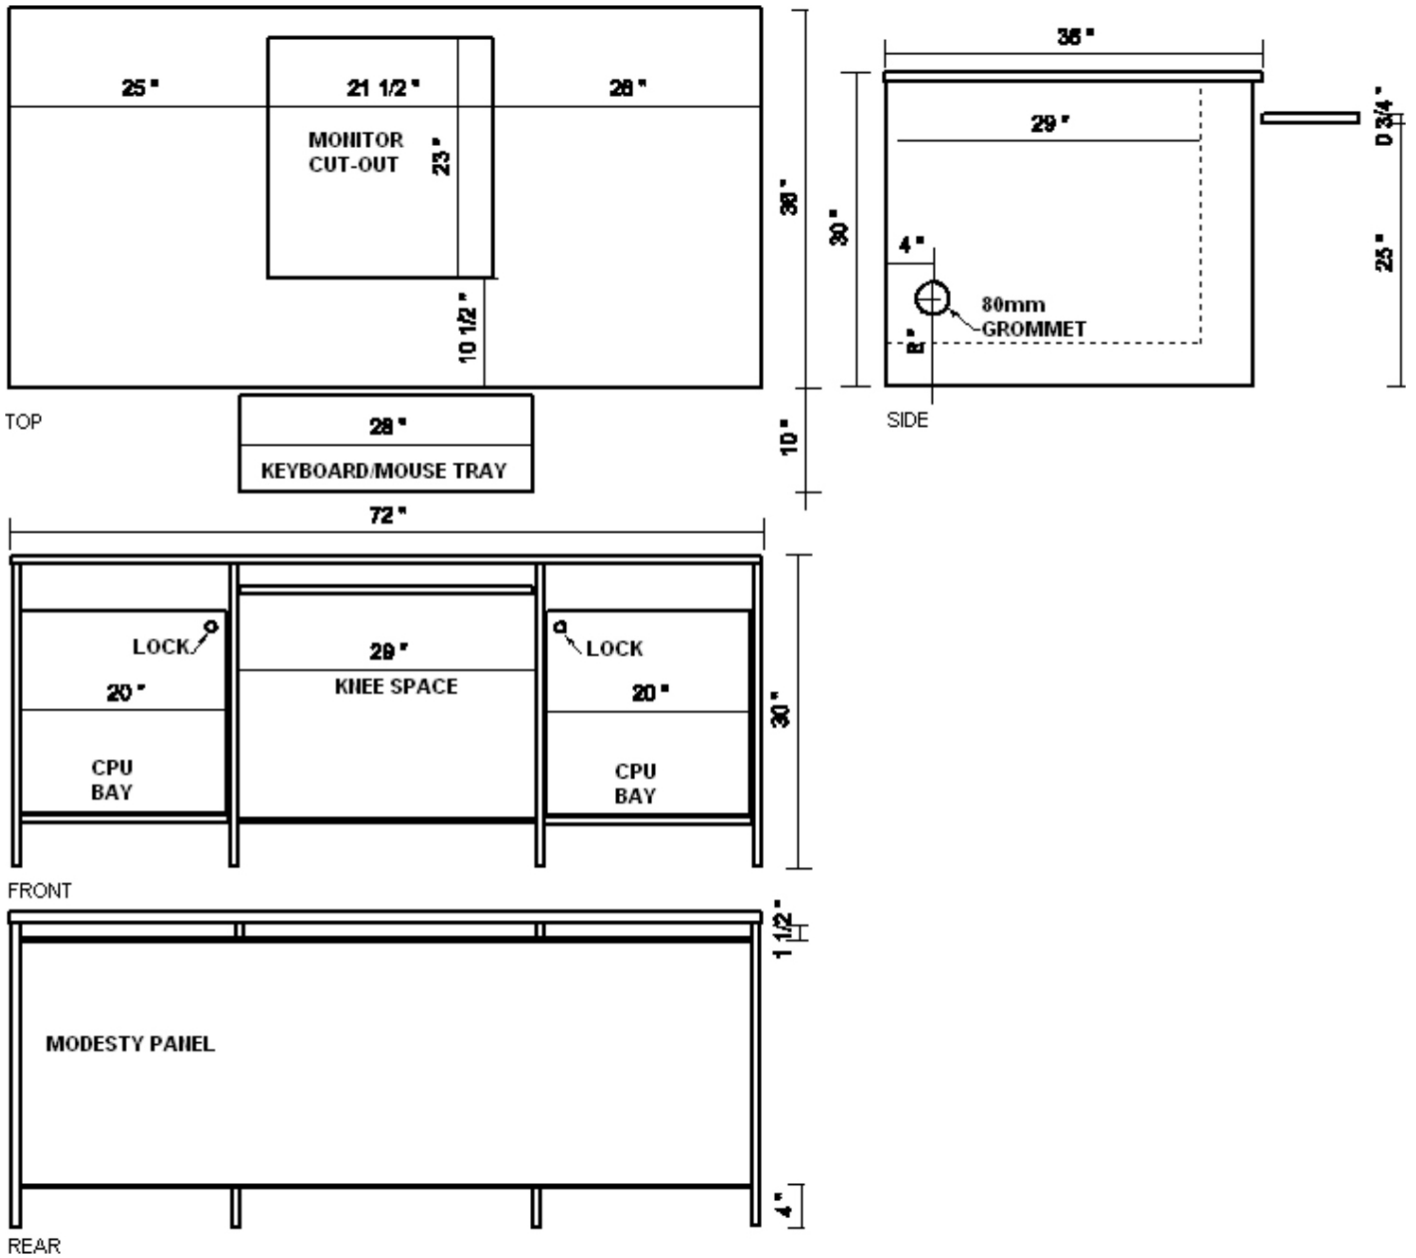 25 "
21 1/2 "
26 "
MONITOR
CUT-OUT
23 "
10 1/2 "
36 "
TOP
28 "
KEYBOARD/MOUSE TRAY
10 "
36 "
29 "
30 "
4 "
80mm
GROMMET
0 3/4 "
25 "
SIDE
72 "
LOCK
20 "
CPU
BAY
29 "
KNEE SPACE
LOCK
20 "
CPU
BAY
30 "
FRONT
1 1/2 "
MODESTY PANEL
4 "
REAR